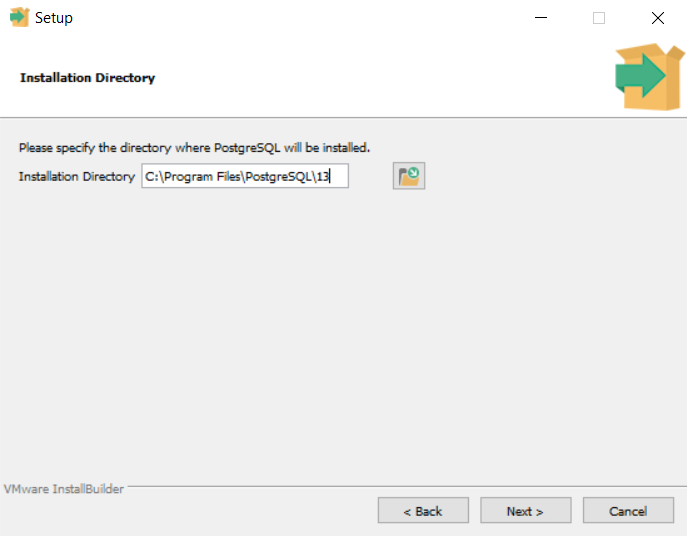 Setup
Installation Directory
Please specify the directory where PostgreSQL will be installed.
Installation Directory C:\Program Files\PostgreSQL\13
VMware InstallBuilder
< Back Next > Cancel